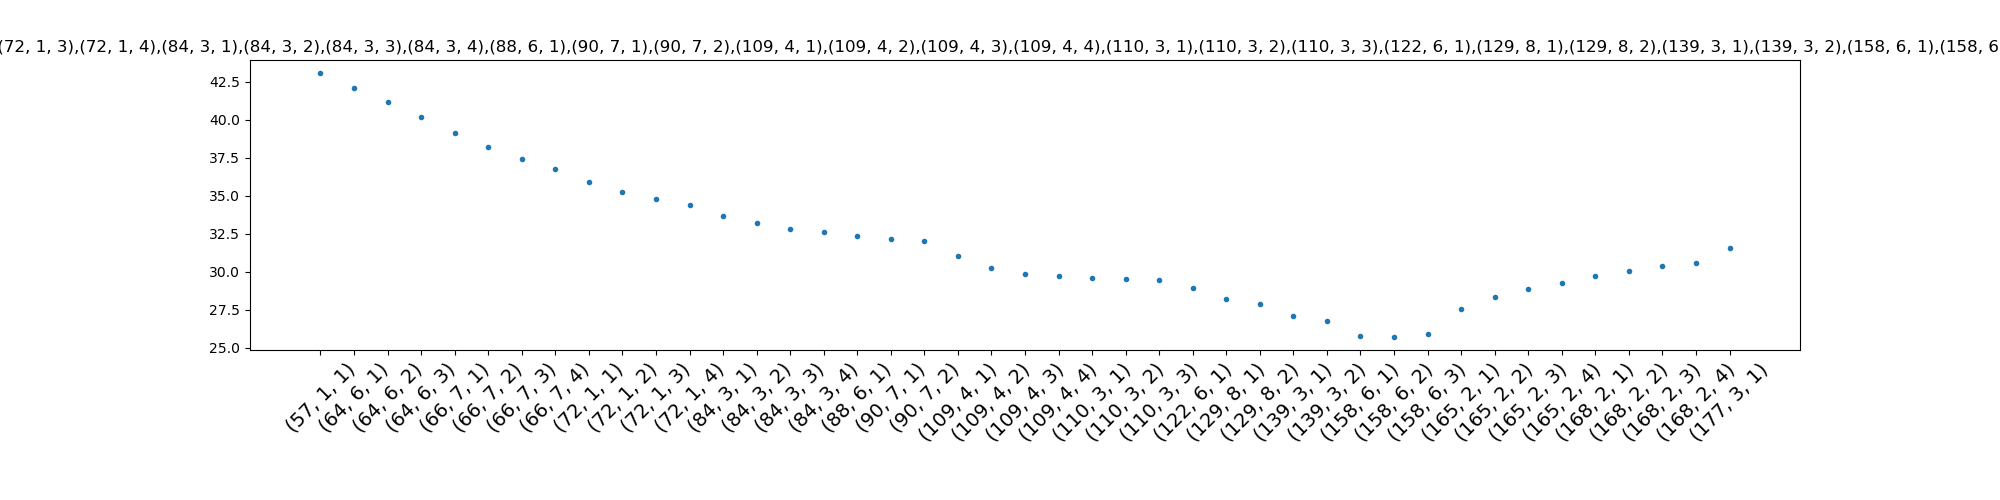 (72, 1, 3),(72, 1, 4),(84, 3, 1),(84, 3, 2),(84, 3, 3),(84, 3, 4),(88, 6, 1),(90, 7, 1),(90, 7, 2),(109, 4, 1),(109, 4, 2),(109, 4, 3),(109, 4, 4),(110, 3, 1),(110, 3, 2),(110, 3, 3),(122, 6, 1),(129, 8, 1),(129, 8, 2),(139, 3, 1),(139, 3, 2),(158, 6, 1),(158, 6
42.5
40.0
37.5
35.0
32.5
30.0
27.5
25.0
(57, 1, 1)
(64, 6, 1)
(64, 6, 2)
(64, 6, 3)
(66, 7, 1)
(66, 7, 2)
(66, 7, 3)
(66, 7, 4)
(72, 1, 1)
(72, 1, 2)
(72, 1, 3)
(72, 1, 4)
(84, 3, 1)
(84, 3, 2)
(84, 3, 3)
(84, 3, 4)
(88, 6, 1)
(90, 7, 1)
(90, 7, 2)
(109, 4, 1)
(109, 4, 2)
(109, 4, 3)
(109, 4, 4)
(110, 3, 1)
(110, 3, 2)
(110, 3, 3)
(122, 6, 1)
(129, 8, 1)
(129, 8, 2)
(139, 3, 1)
(139, 3, 2)
(158, 6, 1)
(158, 6, 2)
(158, 6, 3)
(165, 2, 1)
(165, 2, 2)
(165, 2, 3)
(165, 2, 4)
(168, 2, 1)
(168, 2, 2)
(168, 2, 3)
(168, 2, 4)
(177, 3, 1)